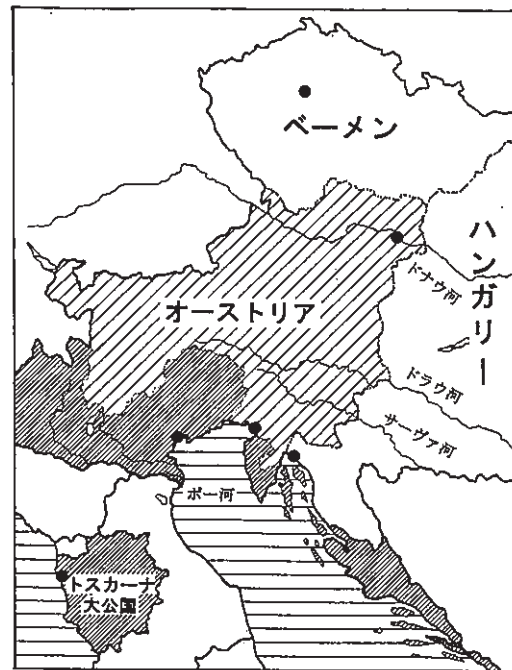 ベーメン
ハンガリー
ドナウ河
オーストリア
ドラウ河
サーヴァ河
ポー河
トスカーナ
大公国